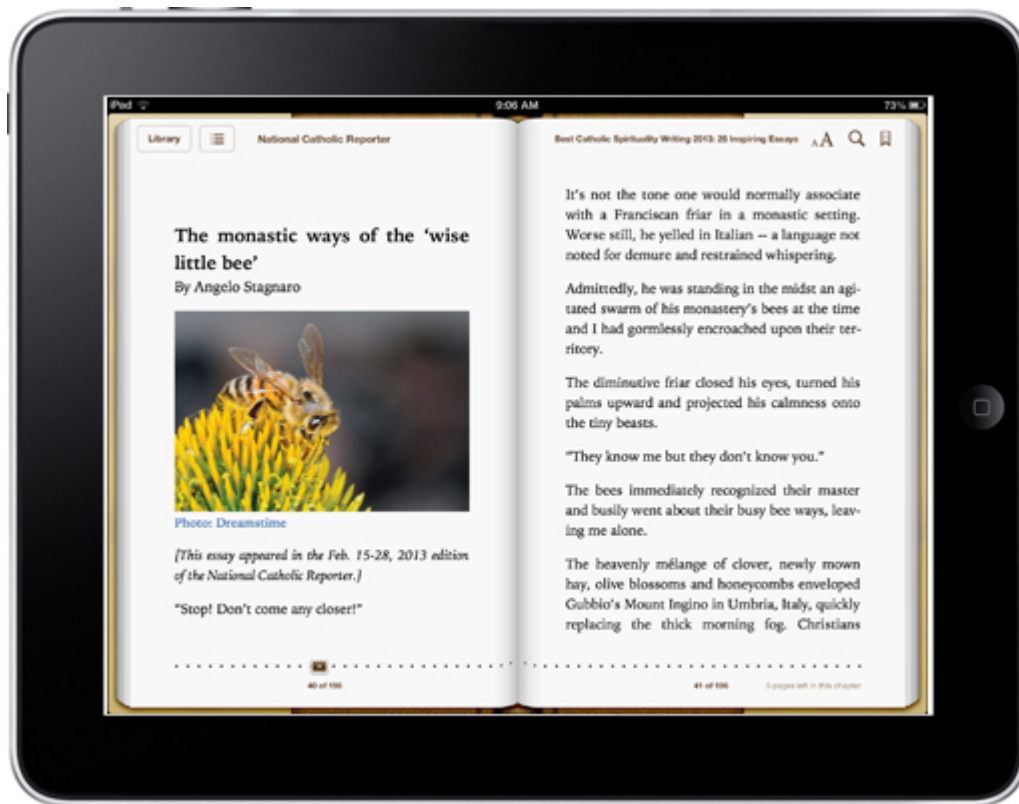 iPad
9:06 AM
73%
Library
National Catholic Reporter
The monastic ways of the ‘wise
little bee’
By Angelo Stagnaro
Photo: Dreamstime
[This essay appeared in the Feb. 15-28, 2013 edition
of the National Catholic Reporter.]
“Stop! Don’t come any closer!”
40 of 196
Best Catholic Spirituality Writing 2013: 25 Inspiring Essays
AA
It’s not the tone one would normally associate
with a Franciscan friar in a monastic setting.
Worse still, he yelled in Italian -- a language not
noted for demure and restrained whispering.
Admittedly, he was standing in the midst an agi-
tated swarm of his monastery’s bees at the time
and I had gormlessly encroached upon their ter-
ritory.
The diminutive friar closed his eyes, turned his
palms upward and projected his calmness onto
the tiny beasts.
“They know me but they don’t know you.”
The bees immediately recognized their master
and busily went about their busy bee ways, leav-
ing me alone.
The heavenly mélange of clover, newly mown
hay, olive blossoms and honeycombs enveloped
Gubbio’s Mount Ingino in Umbria, Italy, quickly
replacing the thick morning fog. Christians
41 of 196
pages left in this chapter